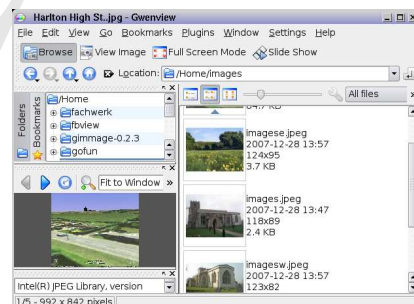 Harlton High St..jpg - Gwenview
File Edit View Go Bookmarks Plugins Window Settings Help
Browse View Image Full Screen Mode Slide Show
Location: /Home/images
All files
Folders
Bookmarks
/Home
fachwerk
fbview
gimmage-0.2.3
gofun
Fit to Window »
Intel(R) JPEG Library, version
1/5 - 992 x 842 pixels
imagese.jpeg
2007-12-28 13:57
124x95
3.7 KB
images.jpeg
2007-12-28 13:47
118x89
2.4 KB
imagesw.jpeg
2007-12-28 13:57
123x82